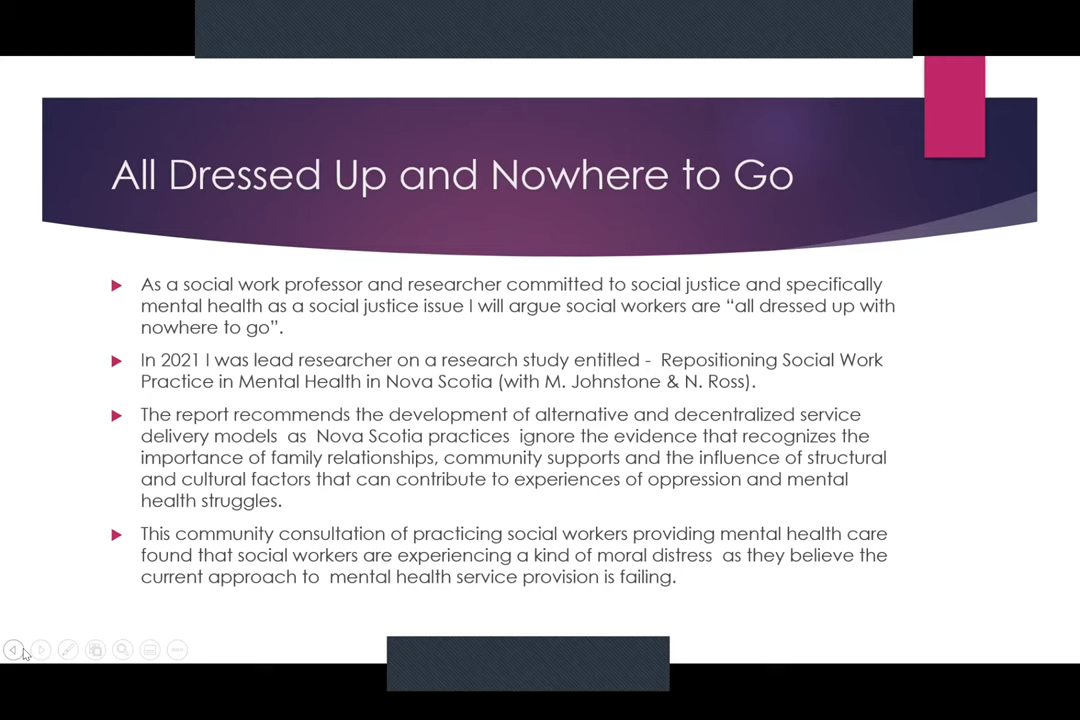 All Dressed Up and Nowhere to Go
As a social work professor and researcher committed to social justice and specifically
mental health as a social justice issue I will argue social workers are “all dressed up with
nowhere to go”.
In 2021 I was lead researcher on a research study entitled - Repositioning Social Work
Practice in Mental Health in Nova Scotia (with M. Johnstone & N. Ross).
The report recommends the development of alternative and decentralized service
delivery models as Nova Scotia practices ignore the evidence that recognizes the
importance of family relationships, community supports and the influence of structural
and cultural factors that can contribute to experiences of oppression and mental
health struggles.
This community consultation of practicing social workers providing mental health care
found that social workers are experiencing a kind of moral distress as they believe the
current approach to mental health service provision is failing.